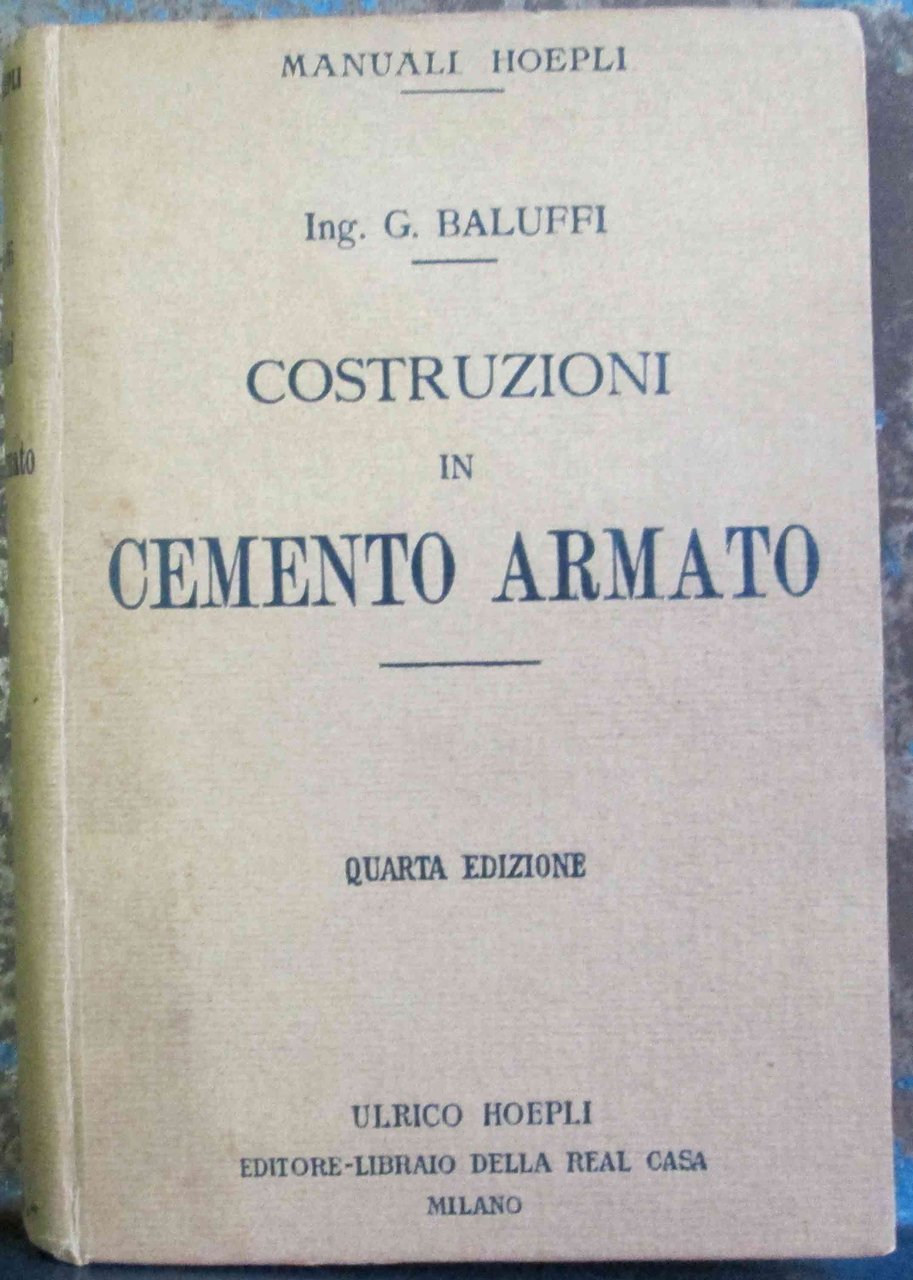 MANUALI HOEPLI
Ing. G. BALUFFI
COSTRUZIONI
IN
CEMENTO ARMATO
QUARTA EDIZIONE
ULRICO HOEPLI
EDITORE-LIBRAIO DELLA REAL CASA
MILANO